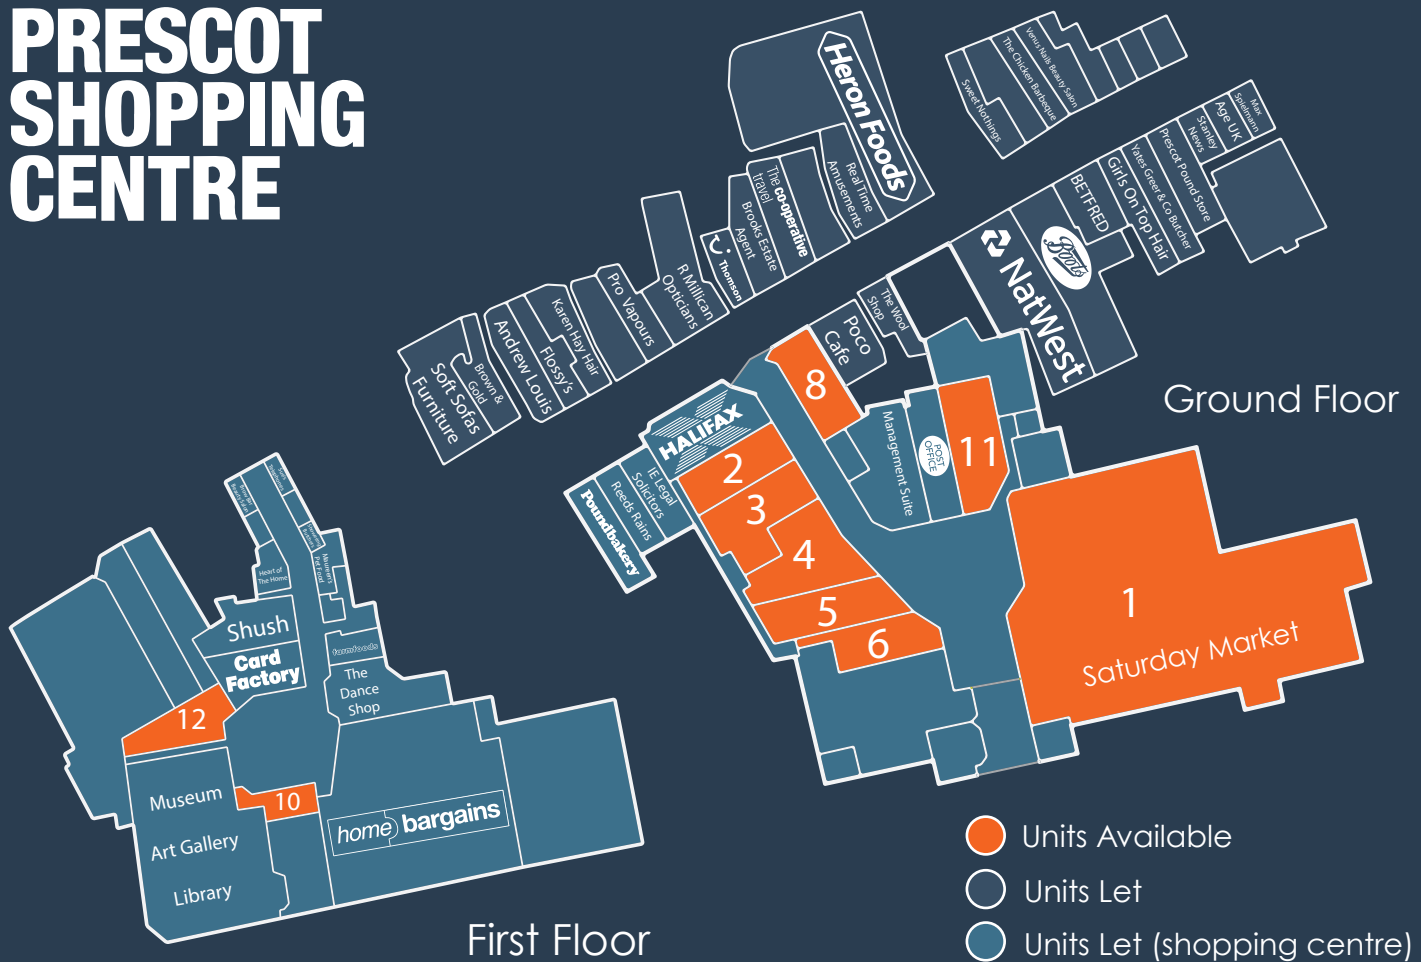 PRESCOT
SHOPPING
CENTRE
Heron Foods
Real Time
Amusements
The co-operative
travel
Brooks Estate
Agent
Thomson
R Millican
Opticians
Pro Vapours
Karen Hay Hair
Flossy's
Andrew Louis
Brown &
Gold
Soft Sofas
Furniture
Sweet Nothings
The Chicken Barbeque
Venus Nails Beauty Salon
Max
Spielmann
Age UK
Stanley
News
Prescot Pound Store
Yates Greer & Co Butcher
Girls On Top Hair
BETFRED
Boots
NatWest
The Wool
Shop
Poco
Cafe
8
HALIFAX
IE Legal
Solicitors
Reeds Rains
Poundbakery
2
3
4
5
6
Management Suite
POST
OFFICE
11
1
Saturday Market
Ground Floor
Heart of
The Home
Maureen's
Pet Food
Shush
Card
Factory
farmfoods
The
Dance
Shop
12
10
Museum
Art Gallery
Library
home bargains
First Floor
Units Available
Units Let
Units Let (shopping centre)